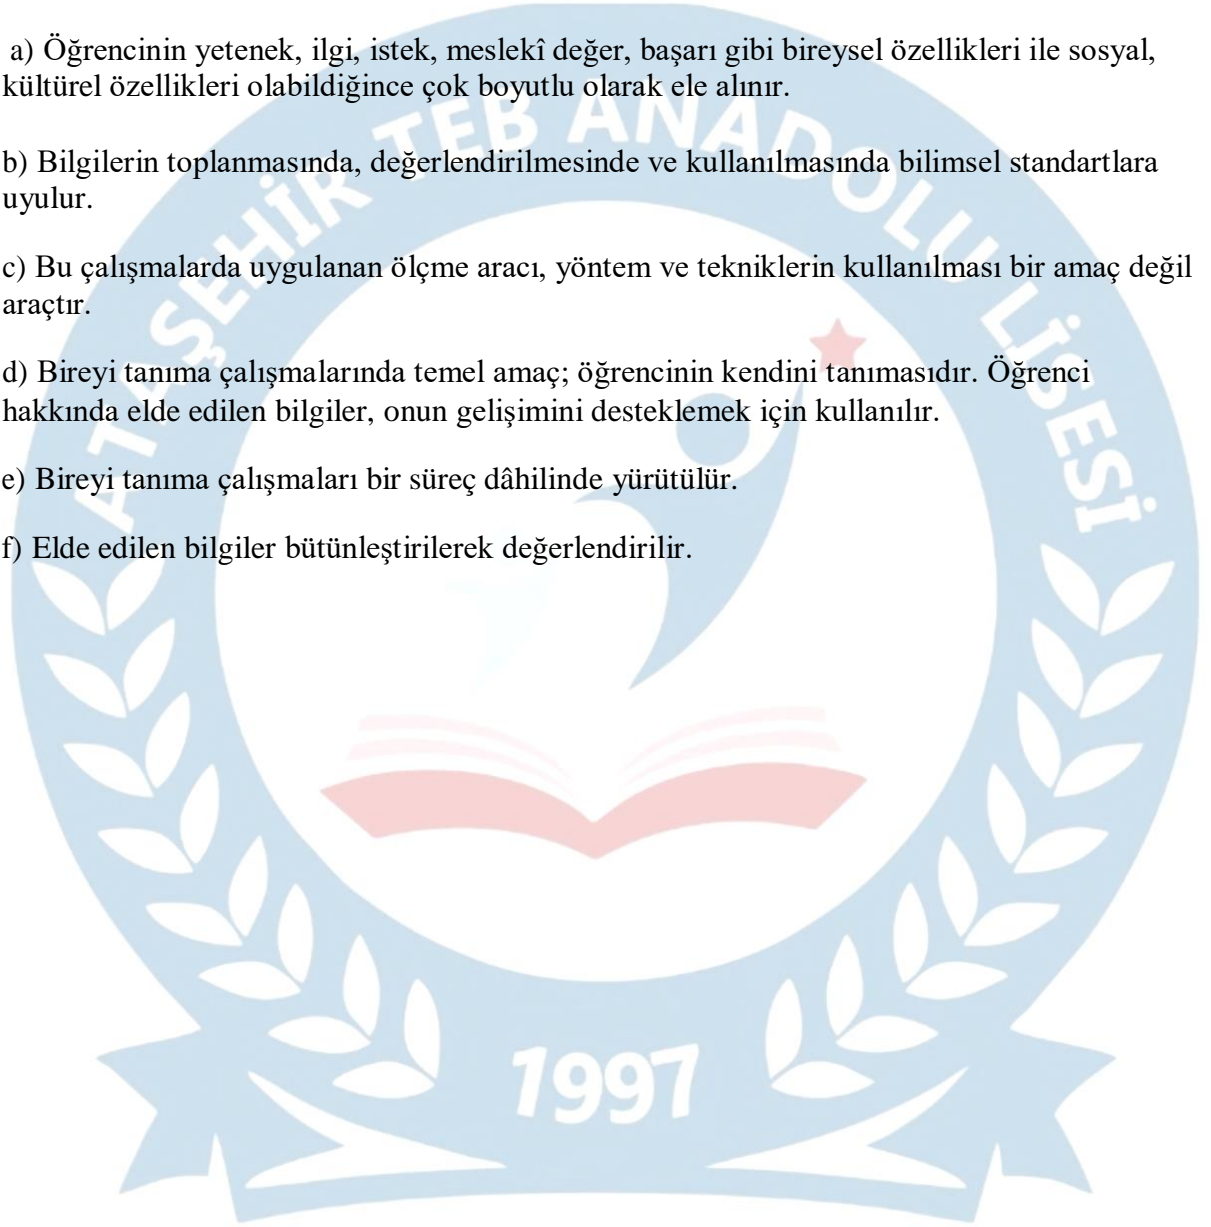 a) Öğrencinin yetenek, ilgi, istek, meslekî değer, başarı gibi bireysel özellikleri ile sosyal,
kültürel özellikleri olabildiğince çok boyutlu olarak ele alınır.
b) Bilgilerin toplanmasında, değerlendirilmesinde ve kullanılmasında bilimsel standartlara
uyulur.
c) Bu çalışmalarda uygulanan ölçme aracı, yöntem ve tekniklerin kullanılması bir amaç değil
araçtır.
d) Bireyi tanıma çalışmalarında temel amaç; öğrencinin kendini tanımasıdır. Öğrenci
hakkında elde edilen bilgiler, onun gelişimini desteklemek için kullanılır.
e) Bireyi tanıma çalışmaları bir süreç dâhilinde yürütülür.
f) Elde edilen bilgiler bütünleştirilerek değerlendirilir.
ATAŞEHİR TEB ANADOLU LİSESİ
1997